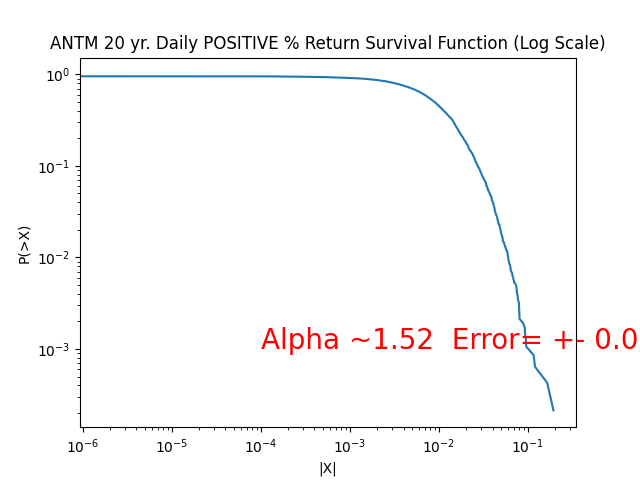 ANTM 20 yr. Daily POSITIVE % Return Survival Function (Log Scale)
P(>X)
10⁰
10⁻¹
10⁻²
10⁻³
Alpha ~1.52  Error= +- 0.0
10⁻⁶ 10⁻⁵ 10⁻⁴ 10⁻³ 10⁻² 10⁻¹
|X|